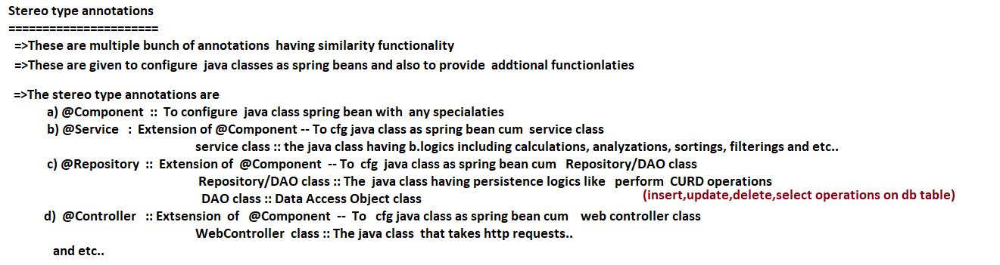 Stereo type annotations
======================
=>These are multiple bunch of annotations having similarity functionality
=>These are given to configure java classes as spring beans and also to provide addtional functionlaties
=>The stereo type annotations are
a) @Component :: To configure java class spring bean with any specialaties
b) @Service : Extension of @Component -- To cfg java class as spring bean cum service class
service class :: the java class having b.logics including calculations, analyzations, sortings, filterings and etc..
c) @Repository :: Extension of @Component -- To cfg java class as spring bean cum Repository/DAO class
Repository/DAO class :: The java class having persistence logics like perform CURD operations
(insert,update,delete,select operations on db table)
DAO class :: Data Access Object class
d) @Controller :: Extsension of @Component -- To cfg java class as spring bean cum web controller class
WebController class :: The java class that takes http requests..
and etc..